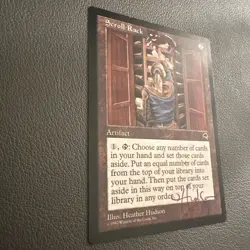 Scroll Rack
Artifact
1, T: Choose any number of cards
in your hand and set those cards
aside. Put an equal number of cards
from the top of your library into
your hand. Then put the cards set
aside in this way on top of your
library in any order.
Illus. Heather Hudson